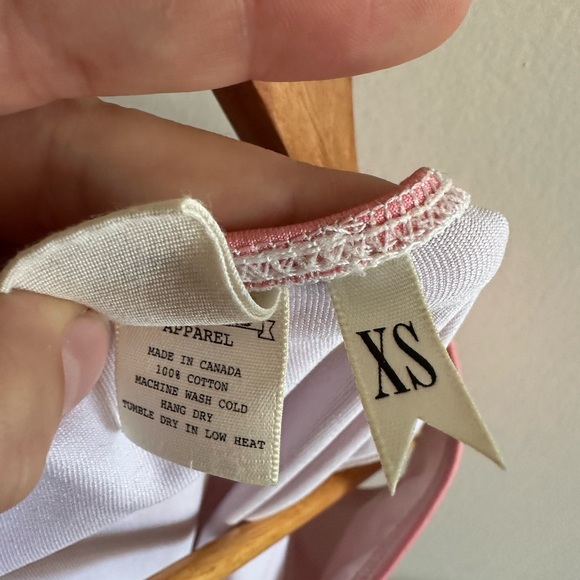 APPAREL
MADE IN CANADA
100% COTTON
MACHINE WASH COLD
HANG DRY
TUMBLE DRY IN LOW HEAT
XS